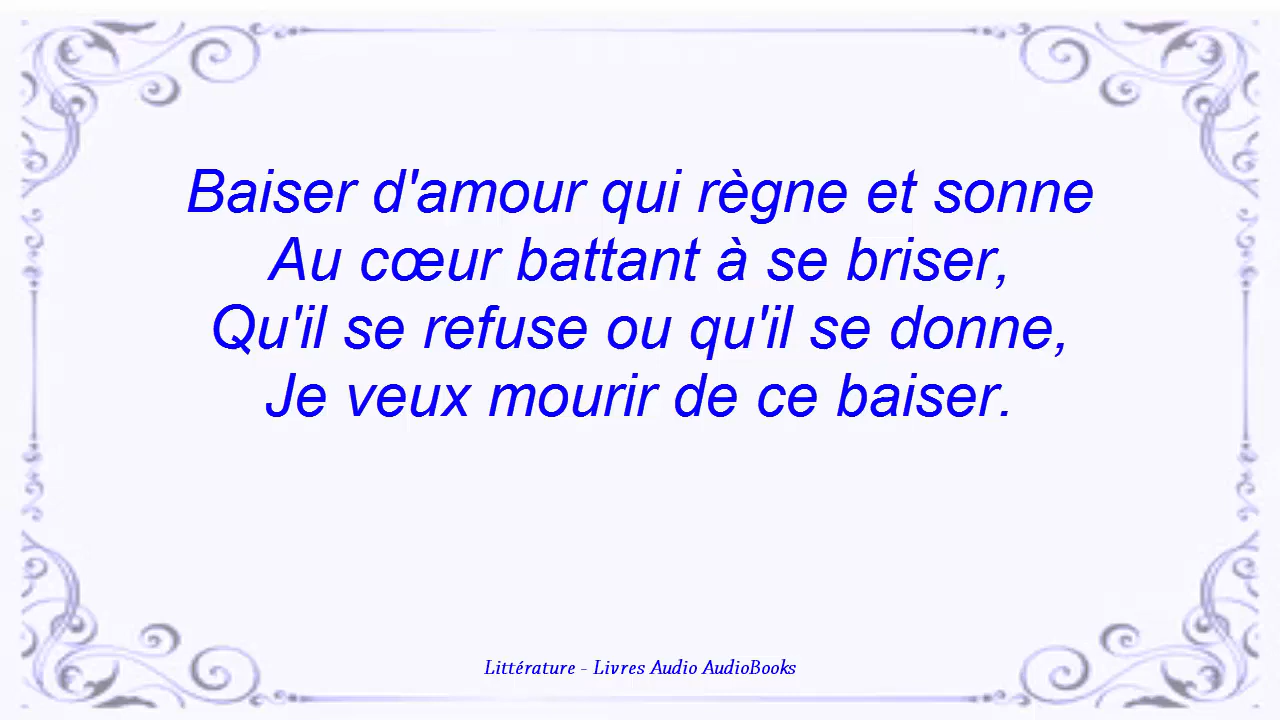 Baiser d'amour qui règne et sonne
Au cœur battant à se briser,
Qu'il se refuse ou qu'il se donne,
Je veux mourir de ce baiser.
Littérature - Livres Audio AudioBooks